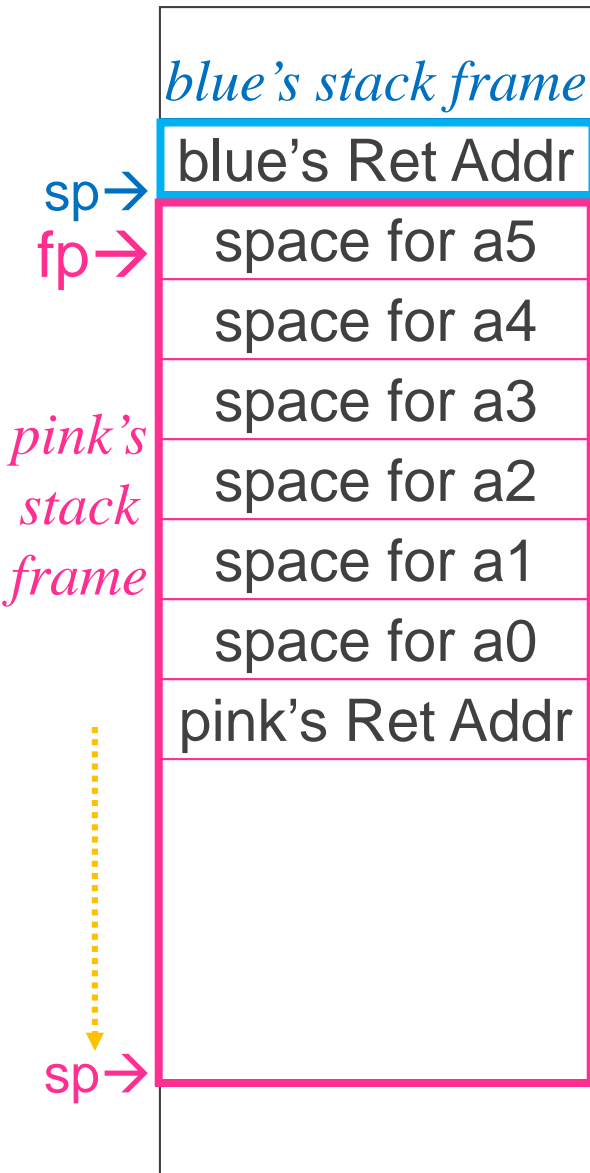 blue’s stack frame
blue’s Ret Addr
sp→
fp→
space for a5
space for a4
space for a3
pink’s
stack
frame
space for a2
space for a1
space for a0
pink’s Ret Addr
sp→